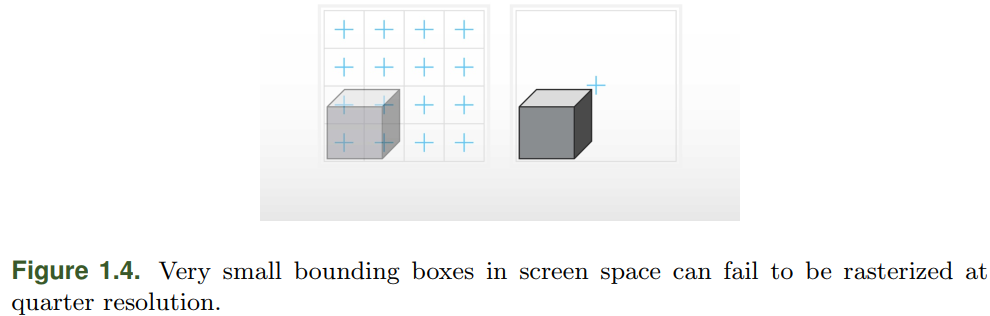 Figure 1.4. Very small bounding boxes in screen space can fail to be rasterized at
quarter resolution.